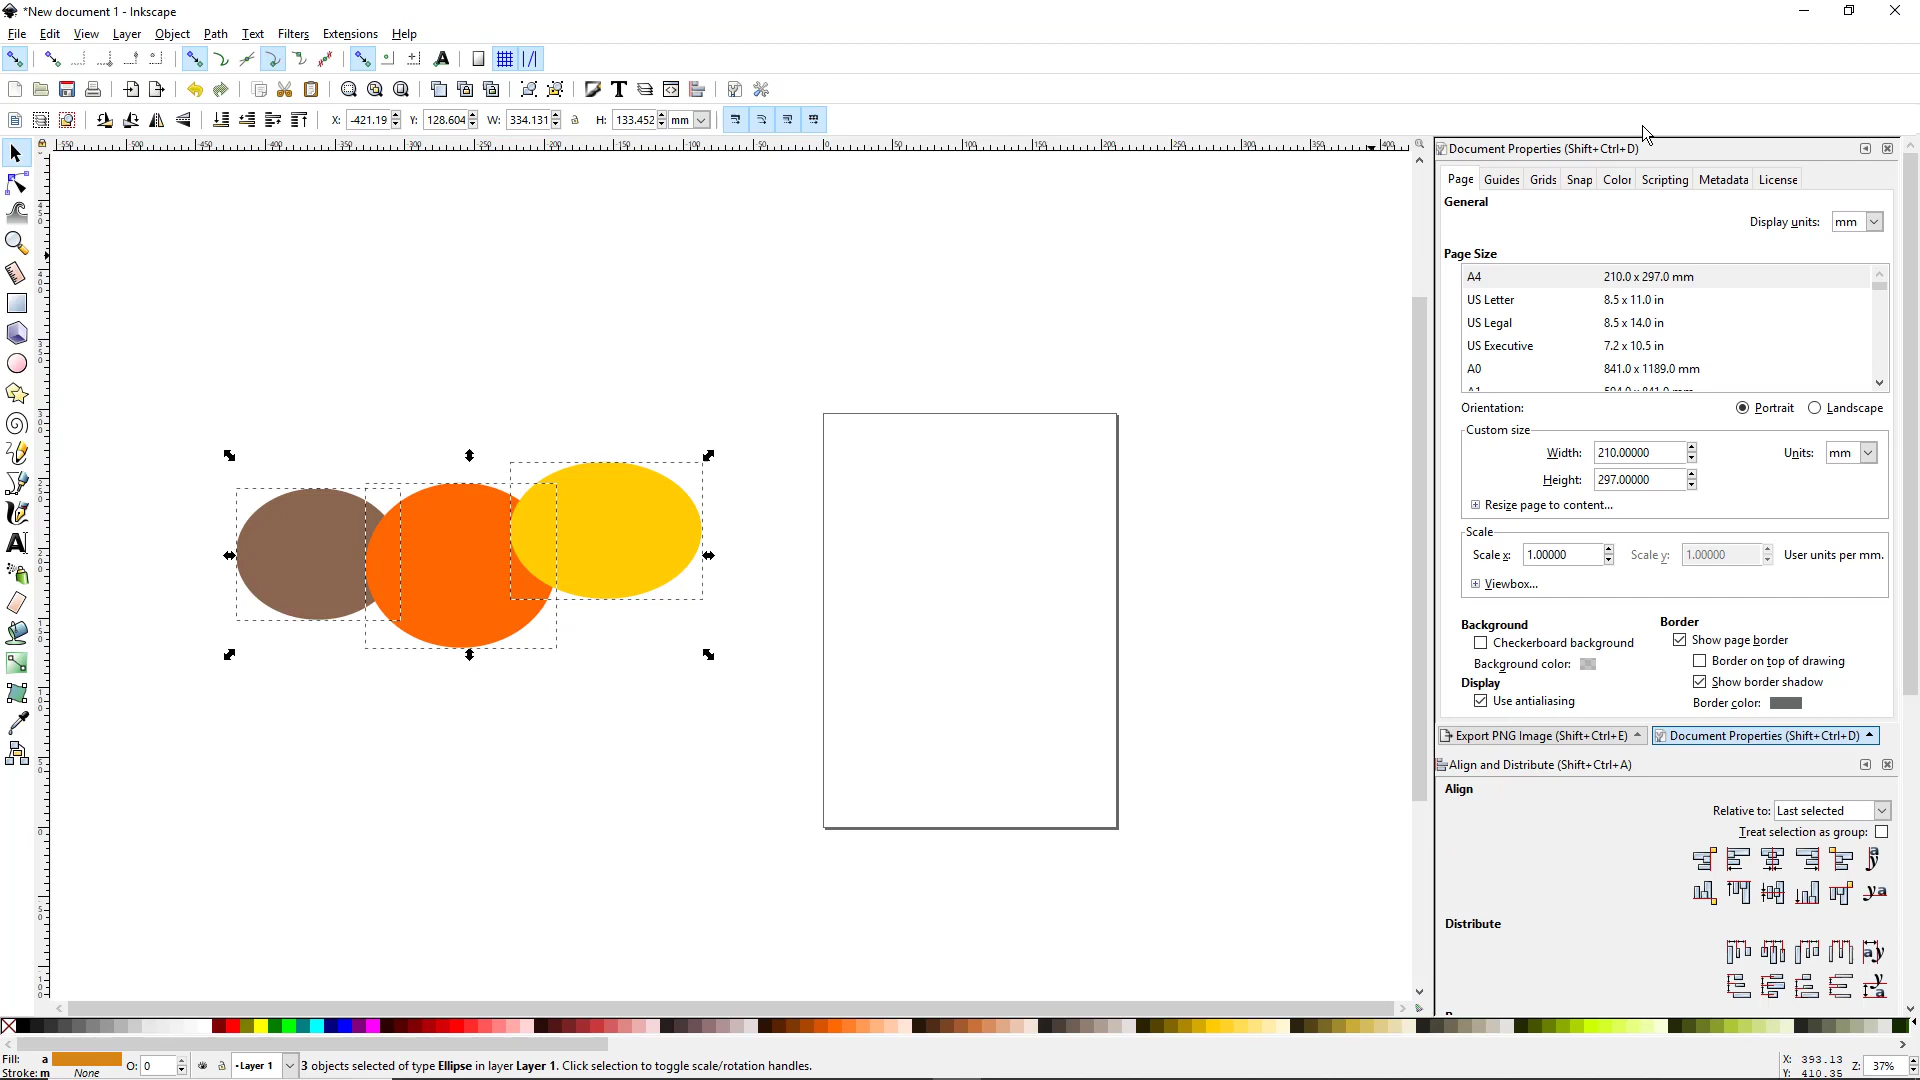 *New document 1 - Inkscape
File Edit View Layer Object Path Text Filters Extensions Help
X: -421.19 Y: 128.604 W: 334.131 H: 133.452 mm
Document Properties (Shift+Ctrl+D)
Page Guides Grids Snap Color Scripting Metadata License
General
Display units: mm
Page Size
A4 210.0 x 297.0 mm
US Letter 8.5 x 11.0 in
US Legal 8.5 x 14.0 in
US Executive 7.2 x 10.5 in
A0 841.0 x 1189.0 mm
Orientation: Portrait Landscape
Custom size
Width: 210.00000 Units: mm
Height: 297.00000
Resize page to content...
Scale
Scale x: 1.00000 Scale y: 1.00000 User units per mm.
Viewbox...
Background
Checkerboard background
Background color:
Display
Use antialiasing
Border
Show page border
Border on top of drawing
Show border shadow
Border color:
Export PNG Image (Shift+Ctrl+E) Document Properties (Shift+Ctrl+D)
Align and Distribute (Shift+Ctrl+A)
Align
Relative to: Last selected
Treat selection as group:
Distribute
Fill: a O: 0 •Layer 1 3 objects selected of type Ellipse in layer Layer 1. Click selection to toggle scale/rotation handles. X: 393.13 Z: 37%
Stroke: m None Y: 410.35